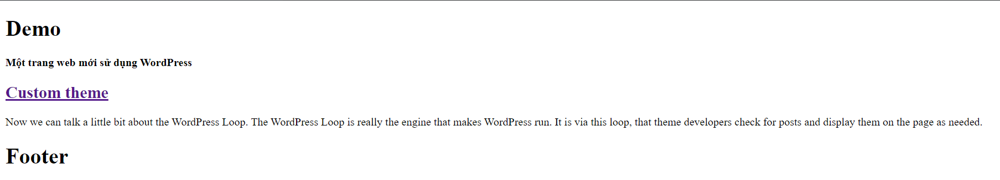 Demo
Một trang web mới sử dụng WordPress
Custom theme
Now we can talk a little bit about the WordPress Loop. The WordPress Loop is really the engine that makes WordPress run. It is via this loop, that theme developers check for posts and display them on the page as needed.
Footer